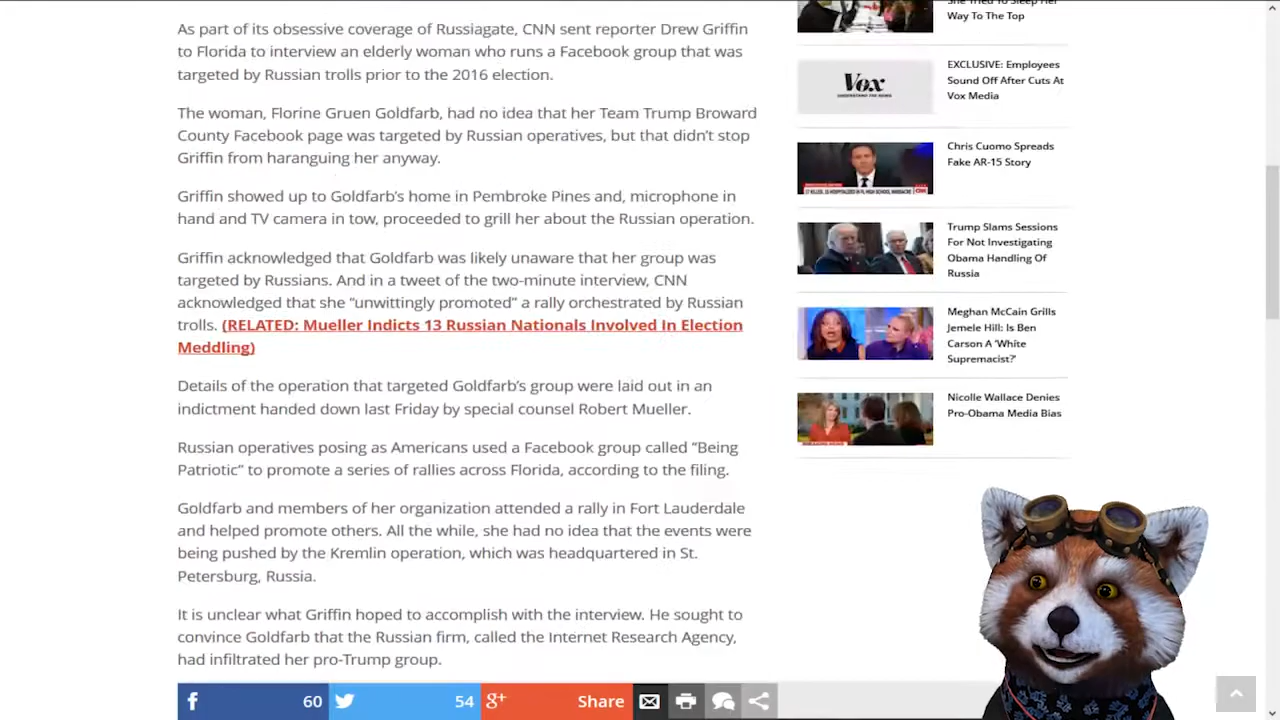 As part of its obsessive coverage of Russiagate, CNN sent reporter Drew Griffin
to Florida to interview an elderly woman who runs a Facebook group that was
targeted by Russian trolls prior to the 2016 election.
The woman, Florine Gruen Goldfarb, had no idea that her Team Trump Broward
County Facebook page was targeted by Russian operatives, but that didn't stop
Griffin from haranguing her anyway.
Griffin showed up to Goldfarb's home in Pembroke Pines and, microphone in
hand and TV camera in tow, proceeded to grill her about the Russian operation.
Griffin acknowledged that Goldfarb was likely unaware that her group was
targeted by Russians. And in a tweet of the two-minute interview, CNN
acknowledged that she “unwittingly promoted” a rally orchestrated by Russian
trolls. (RELATED: Mueller Indicts 13 Russian Nationals Involved In Election
Meddling)
Details of the operation that targeted Goldfarb's group were laid out in an
indictment handed down last Friday by special counsel Robert Mueller.
Russian operatives posing as Americans used a Facebook group called “Being
Patriotic” to promote a series of rallies across Florida, according to the filing.
Goldfarb and members of her organization attended a rally in Fort Lauderdale
and helped promote others. All the while, she had no idea that the events were
being pushed by the Kremlin operation, which was headquartered in St.
Petersburg, Russia.
It is unclear what Griffin hoped to accomplish with the interview. He sought to
convince Goldfarb that the Russian firm, called the Internet Research Agency,
had infiltrated her pro-Trump group.
60
54
Share
She Tried To Sleep Her
Way To The Top
Vox
EXCLUSIVE: Employees
Sound Off After Cuts At
Vox Media
Chris Cuomo Spreads
Fake AR-15 Story
Trump Slams Sessions
For Not Investigating
Obama Handling Of
Russia
Meghan McCain Grills
Jemele Hill: Is Ben
Carson A ‘White
Supremacist?’
Nicolle Wallace Denies
Pro-Obama Media Bias